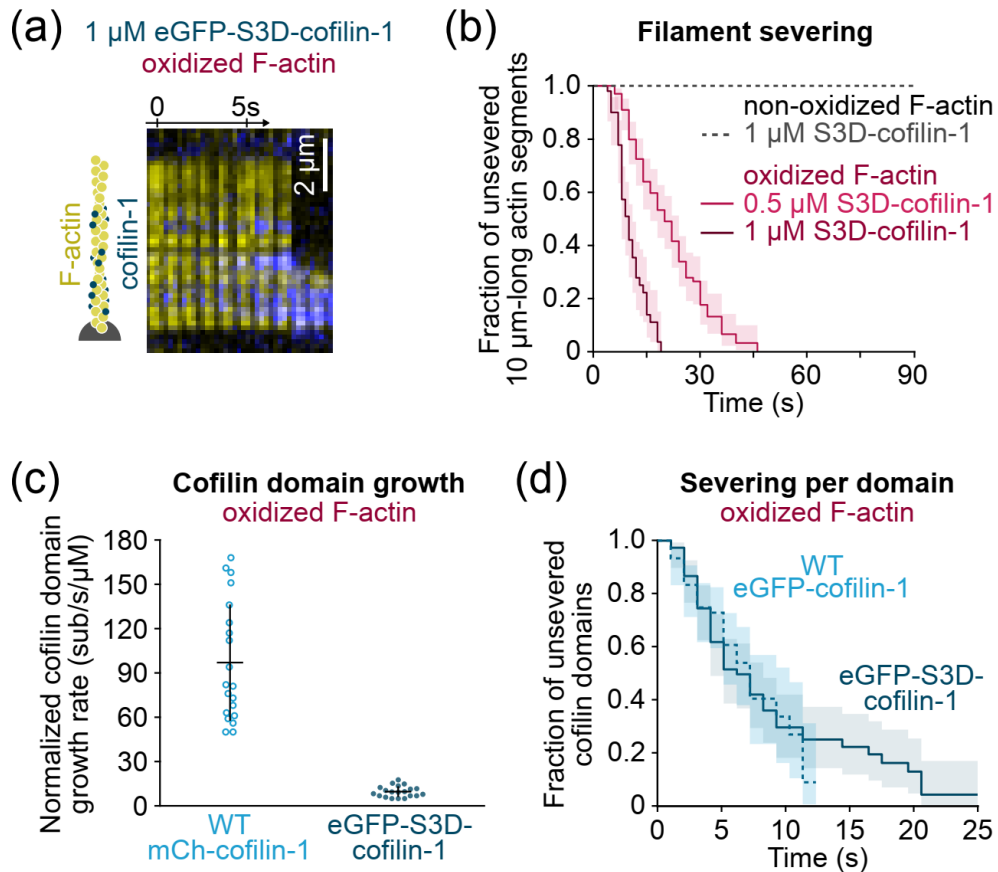 (a)
1 μM eGFP-S3D-cofilin-1
oxidized F-actin
0 5s
2 μm
F-actin
cofilin-1
(b)
Filament severing
Fraction of unsevered
10 μm-long actin segments
1.0
0.8
0.6
0.4
0.2
0
non-oxidized F-actin
1 μM S3D-cofilin-1
oxidized F-actin
0.5 μM S3D-cofilin-1
1 μM S3D-cofilin-1
0 30 60 90
Time (s)
(c)
Cofilin domain growth
oxidized F-actin
Normalized cofilin domain
growth rate (sub/s/μM)
180
150
120
90
60
30
0
WT
mCh-cofilin-1
eGFP-S3D-
cofilin-1
(d)
Severing per domain
oxidized F-actin
Fraction of unsevered
cofilin domains
1.0
0.8
0.6
0.4
0.2
0
WT
eGFP-cofilin-1
eGFP-S3D-
cofilin-1
0 5 10 15 20 25
Time (s)